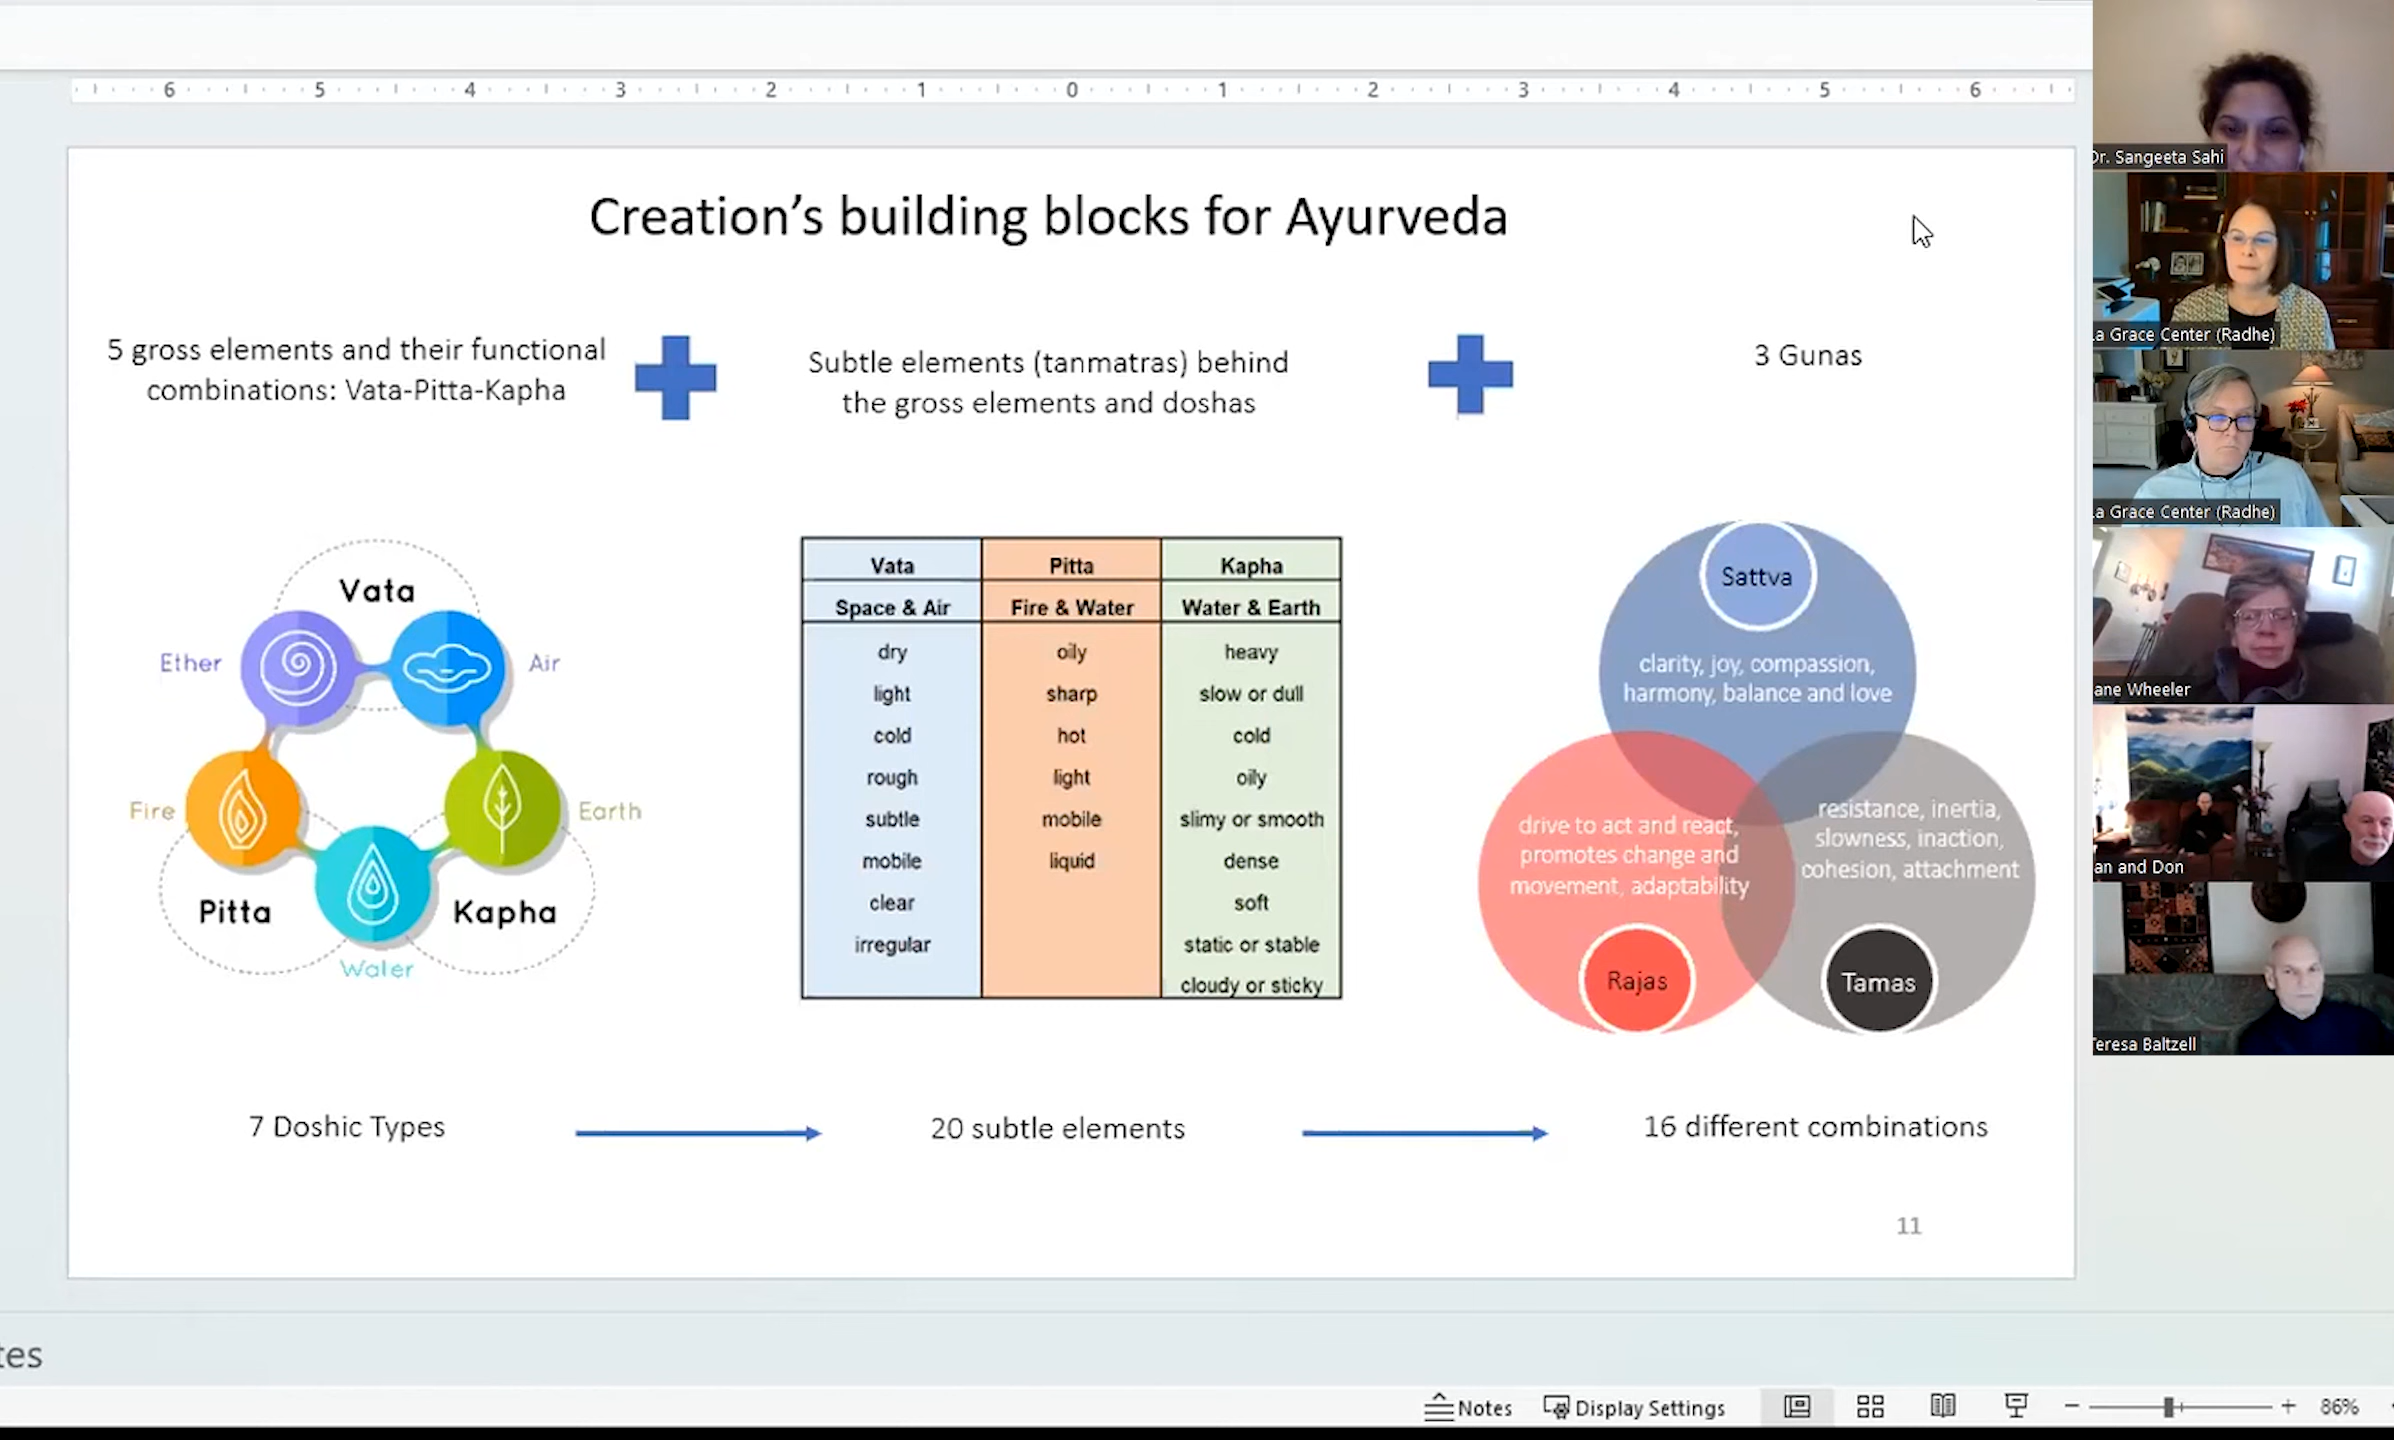 6 5 4 3 2 1 0 1 2 3 4 5 6
Creation's building blocks for Ayurveda
5 gross elements and their functional
combinations: Vata-Pitta-Kapha
Subtle elements (tanmatras) behind
the gross elements and doshas
3 Gunas
Vata
Ether
Air
Fire
Earth
Pitta
Kapha
Water
Vata Pitta Kapha
Space & Air Fire & Water Water & Earth
dry oily heavy
light sharp slow or dull
cold hot cold
rough light oily
subtle mobile slimy or smooth
mobile liquid dense
clear soft
irregular static or stable
cloudy or sticky
Sattva
clarity, joy, compassion,
harmony, balance and love
drive to act and react,
promotes change and
movement, adaptability
Rajas
resistance, inertia,
slowness, inaction,
cohesion, attachment
Tamas
7 Doshic Types
20 subtle elements
16 different combinations
11
Dr. Sangeeta Sahi
a Grace Center (Radhe)
a Grace Center (Radhe)
ane Wheeler
an and Don
Teresa Baltzell
tes
Notes Display Settings 86%